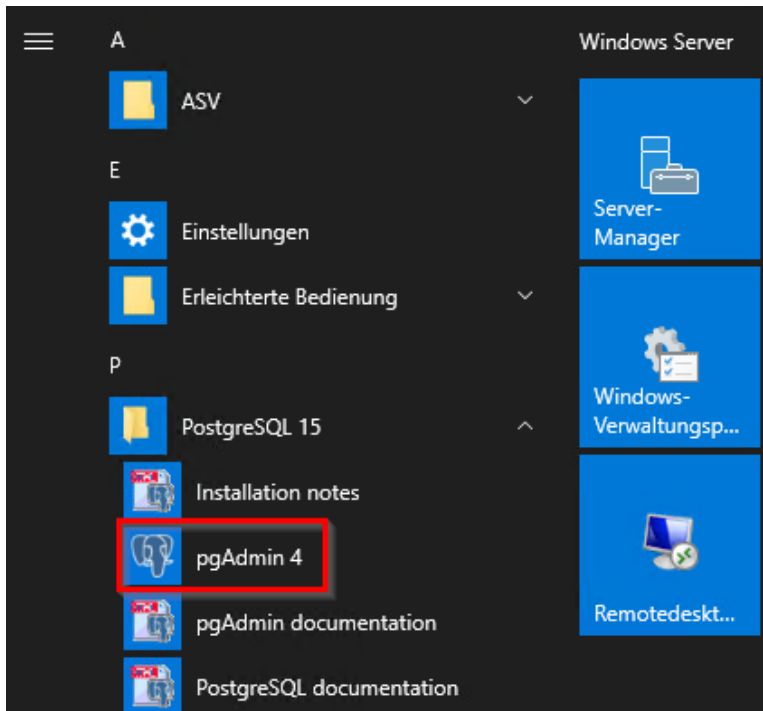 A
ASV
E
Einstellungen
Erleichterte Bedienung
P
PostgreSQL 15
Installation notes
pgAdmin 4
pgAdmin documentation
PostgreSQL documentation
Windows Server
Server-
Manager
Windows-
Verwaltungsp...
Remotedeskt...